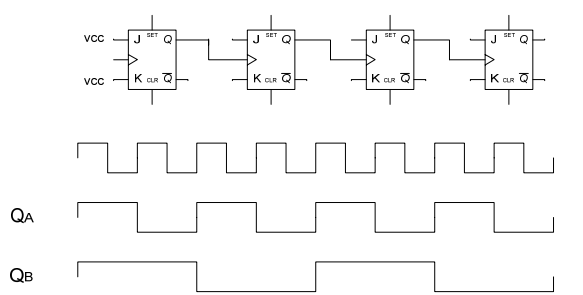 VCC J SET Q J SET Q J SET Q J SET Q
VCC K CLR Q̅ K CLR Q̅ K CLR Q̅ K CLR Q̅
QA
QB